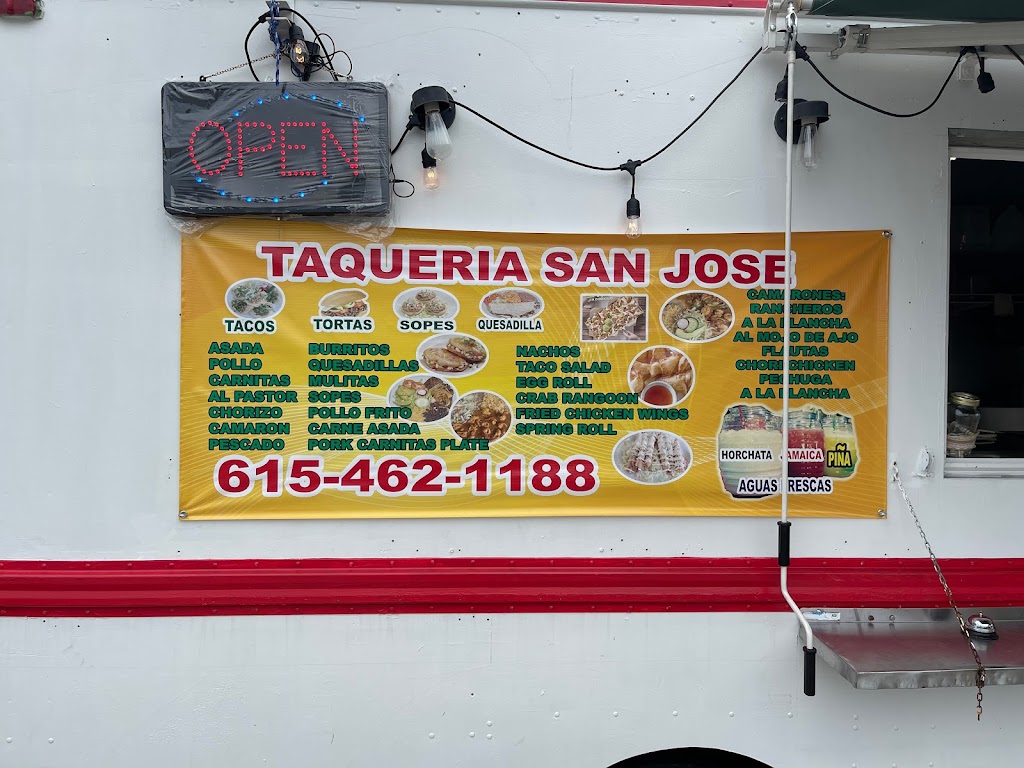 OPEN
TAQUERIA SAN JOSE
TACOS
TORTAS
SOPES
QUESADILLA
ASADA
POLLO
CARNITAS
AL PASTOR
CHORIZO
CAMARON
PESCADO
BURRITOS
QUESADILLAS
MULITAS
SOPES
POLLO FRITO
CARNE ASADA
PORK CARNITAS PLATE
NACHOS
TACO SALAD
EGG ROLL
CRAB RANGOON
FRIED CHICKEN WINGS
SPRING ROLL
CAMARONES:
RANCHEROS
A LA PLANCHA
AL MOJO DE AJO
FLAUTAS
CHORI CHICKEN
PECHUGA
A LA PLANCHA
HORCHATA
JAMAICA
PIÑA
AGUAS FRESCAS
615-462-1188